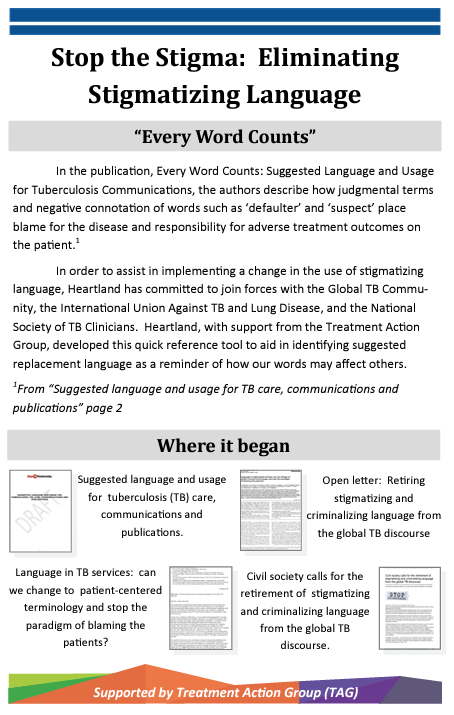 Stop the Stigma:  Eliminating
Stigmatizing Language
“Every Word Counts”
In the publication, Every Word Counts: Suggested Language and Usage
for Tuberculosis Communications, the authors describe how judgmental terms
and negative connotation of words such as ‘defaulter’ and ‘suspect’ place
blame for the disease and responsibility for adverse treatment outcomes on
the patient.1
In order to assist in implementing a change in the use of stigmatizing
language, Heartland has committed to join forces with the Global TB Commu-
nity, the International Union Against TB and Lung Disease, and the National
Society of TB Clinicians.  Heartland, with support from the Treatment Action
Group, developed this quick reference tool to aid in identifying suggested
replacement language as a reminder of how our words may affect others.
1From “Suggested language and usage for TB care, communications and
publications” page 2
Where it began
DRAFT
Suggested language and usage
for  tuberculosis (TB) care,
communications and
publications.
Open letter:  Retiring
stigmatizing and
criminalizing language from
the global TB discourse
Language in TB services:  can
we change to  patient-centered
terminology and stop the
paradigm of blaming the
patients?
Civil society calls for the
retirement of  stigmatizing
and criminalizing language
from the global TB
discourse.
STOP
Supported by Treatment Action Group (TAG)